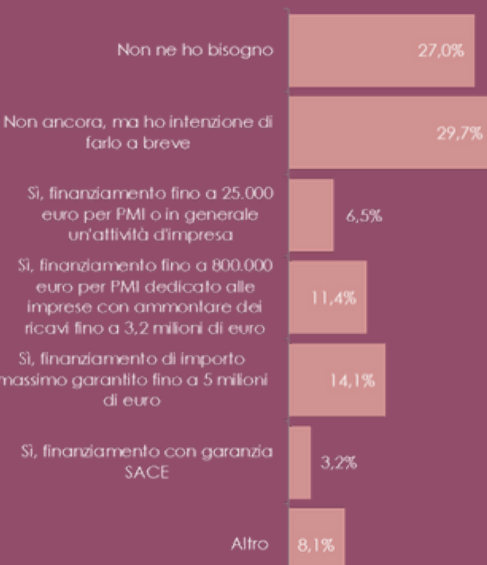 Non ne ho bisogno
27,0%
Non ancora, ma ho intenzione di
farlo a breve
29,7%
Sì, finanziamento fino a 25.000
euro per PMI o in generale
un'attività d'impresa
6,5%
Sì, finanziamento fino a 800.000
euro per PMI dedicato alle
imprese con ammontare dei
ricavi fino a 3,2 milioni di euro
11,4%
Sì, finanziamento di importo
massimo garantito fino a 5 milioni
di euro
14,1%
Sì, finanziamento con garanzia
SACE
3,2%
Altro
8,1%